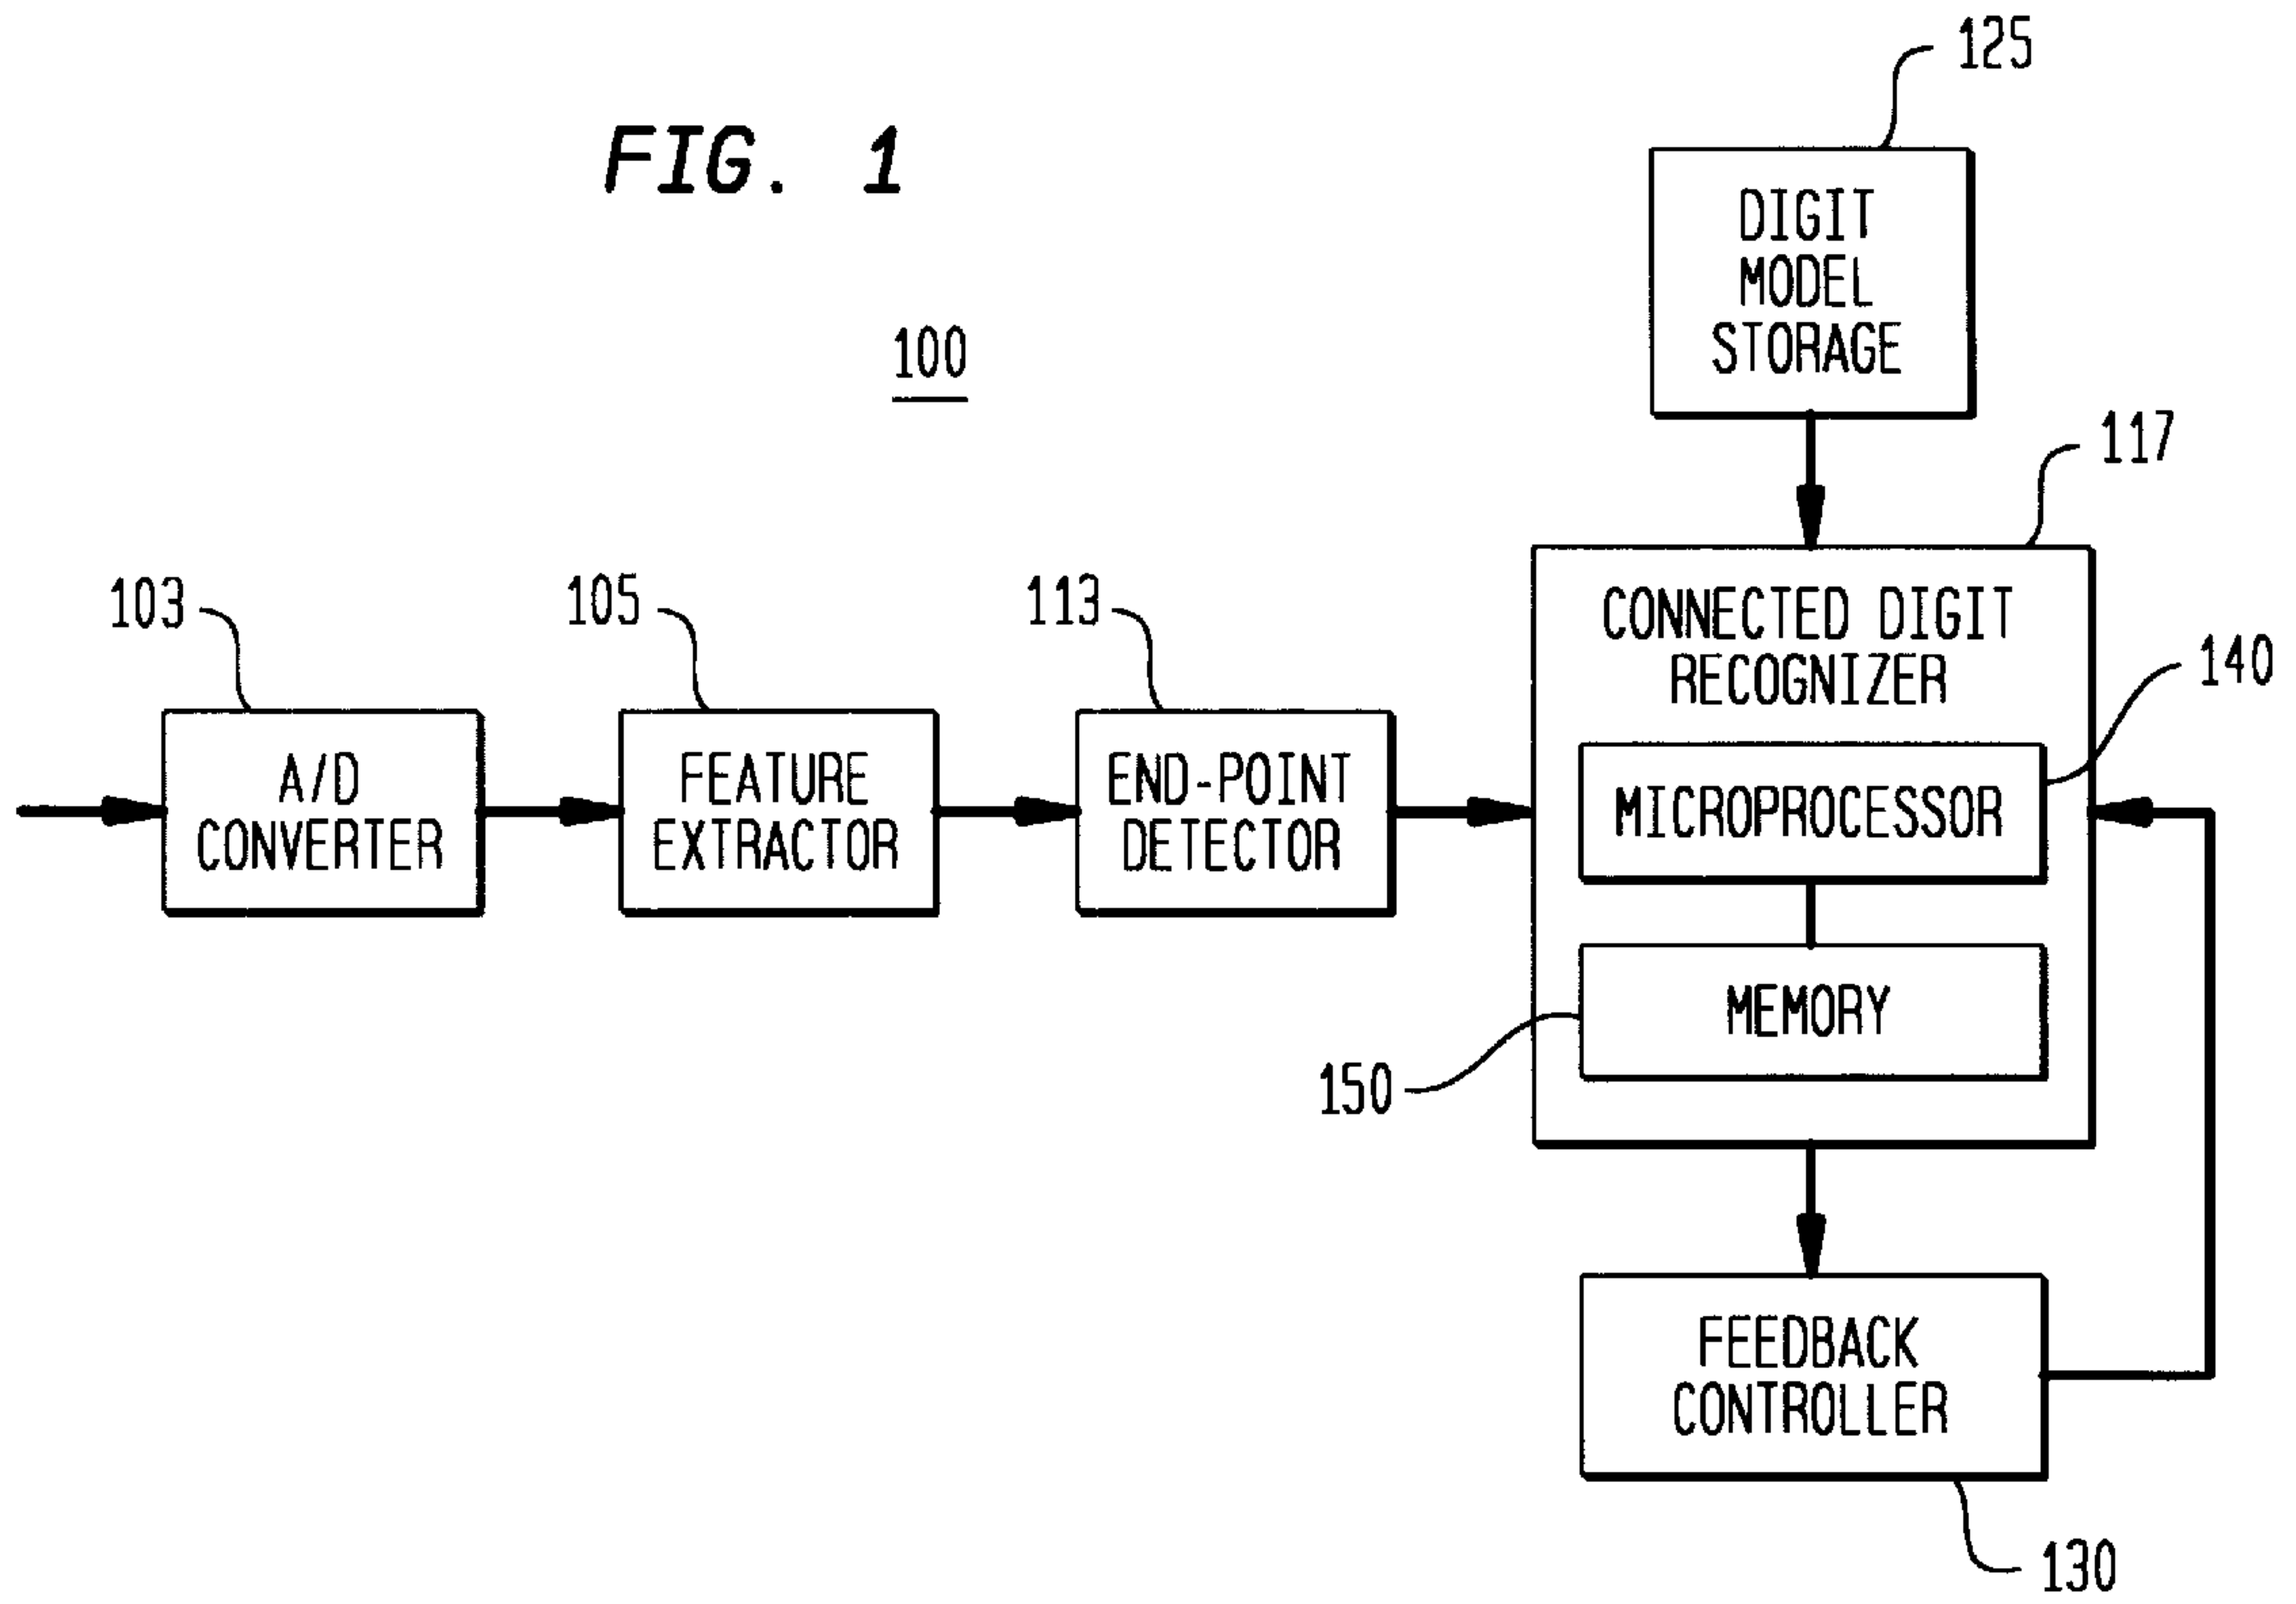 FIG. 1
100
125
DIGIT
MODEL
STORAGE
117
CONNECTED DIGIT
RECOGNIZER
140
MICROPROCESSOR
MEMORY
150
103
A/D
CONVERTER
105
FEATURE
EXTRACTOR
113
END-POINT
DETECTOR
FEEDBACK
CONTROLLER
130